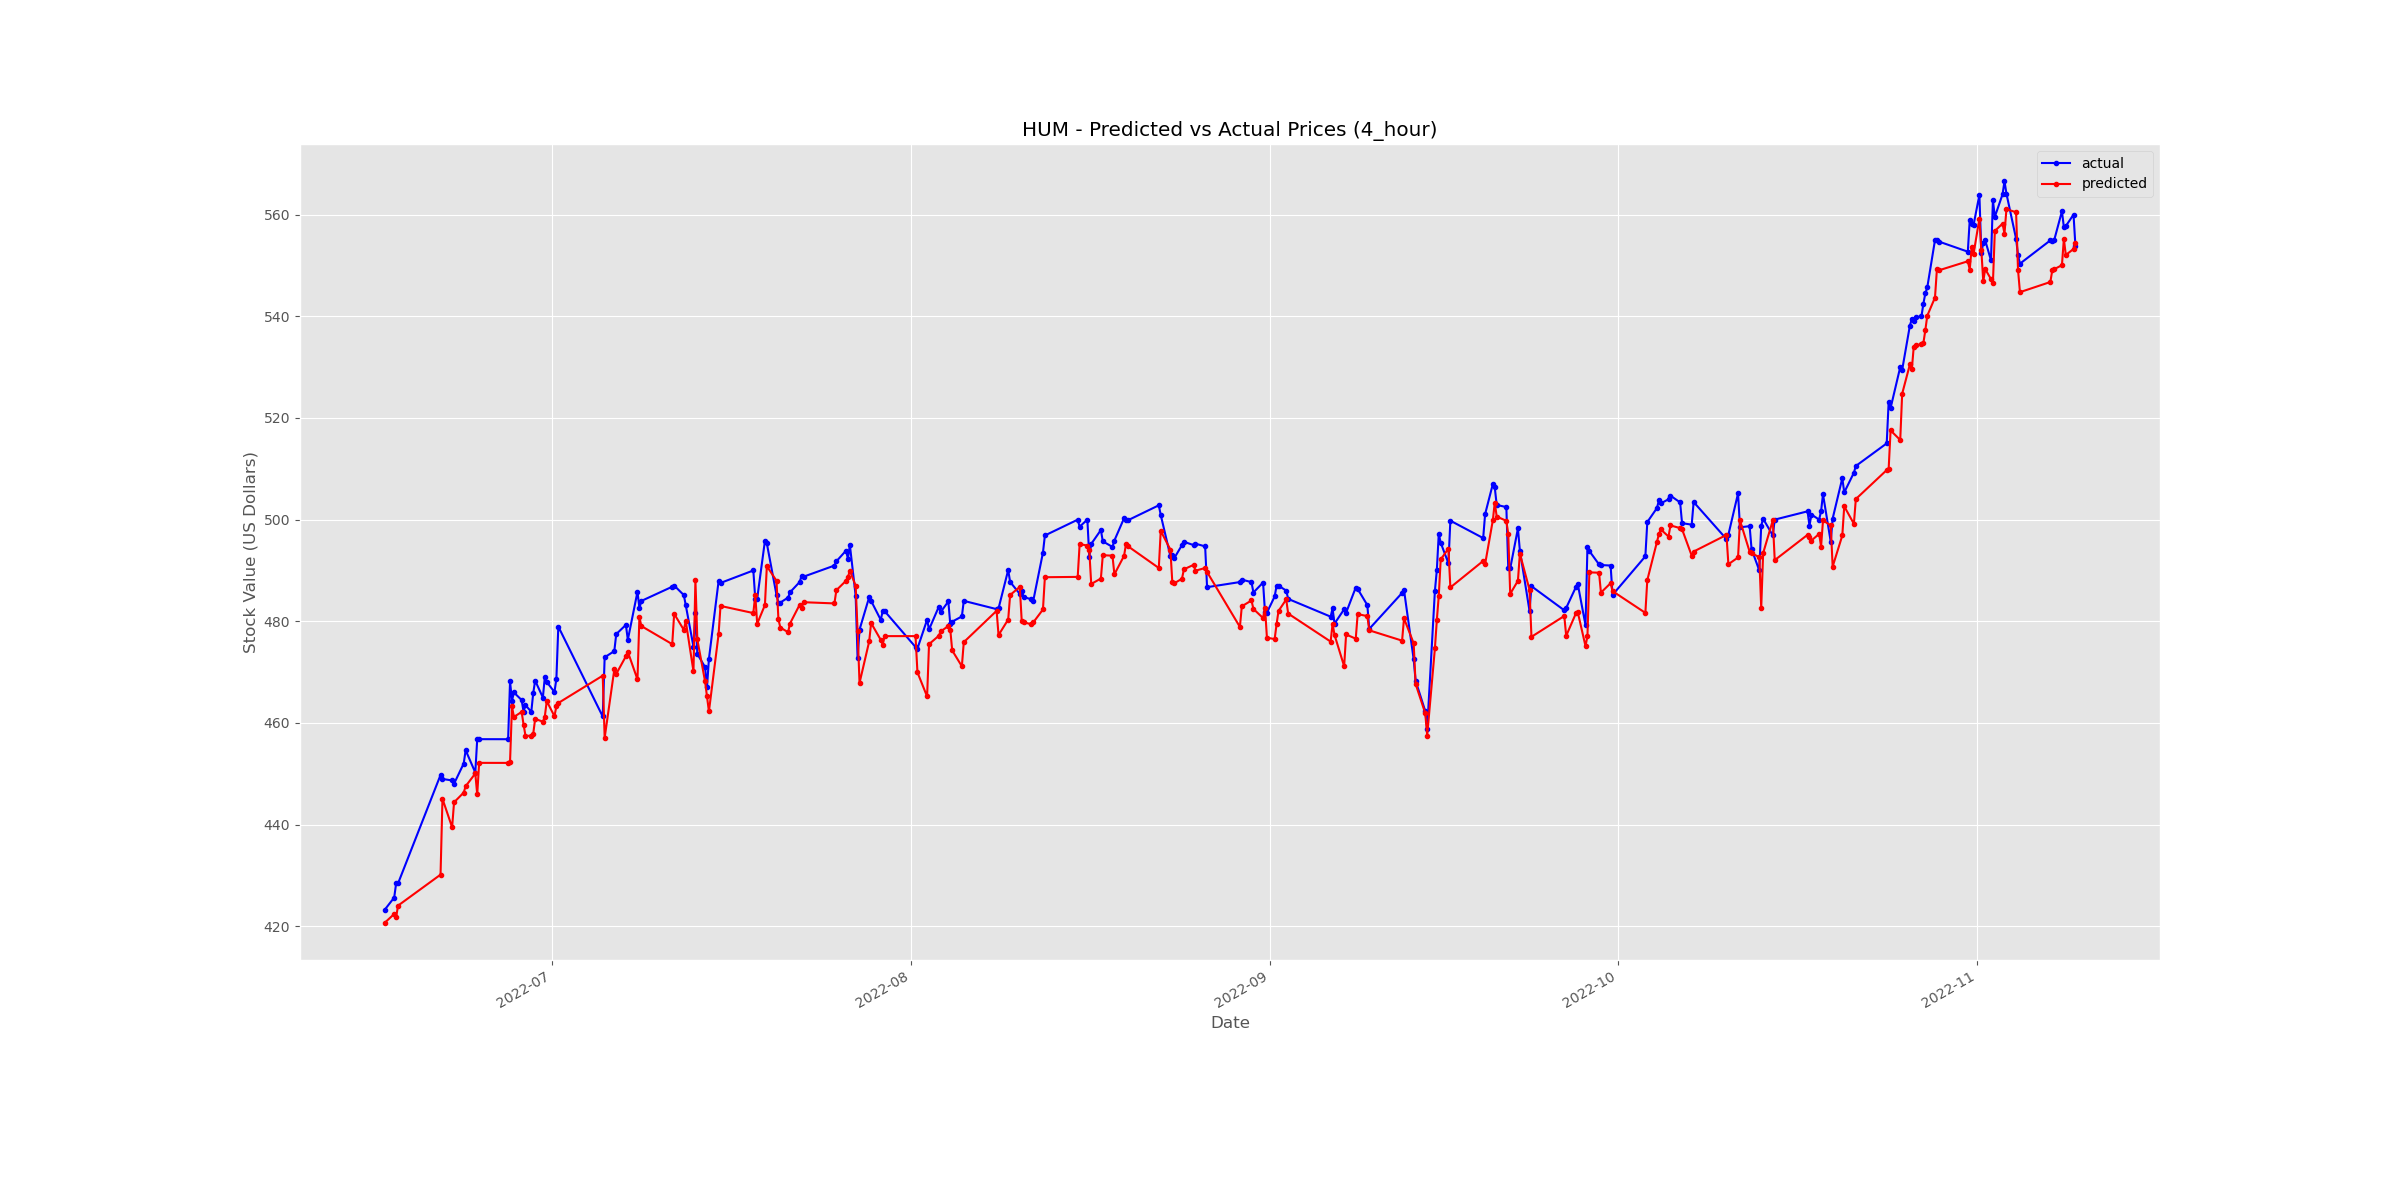 HUM - Predicted vs Actual Prices (4_hour)
actual
predicted
560
540
520
500
480
460
440
420
Stock Value (US Dollars)
2022-07
2022-08
2022-09
2022-10
2022-11
Date